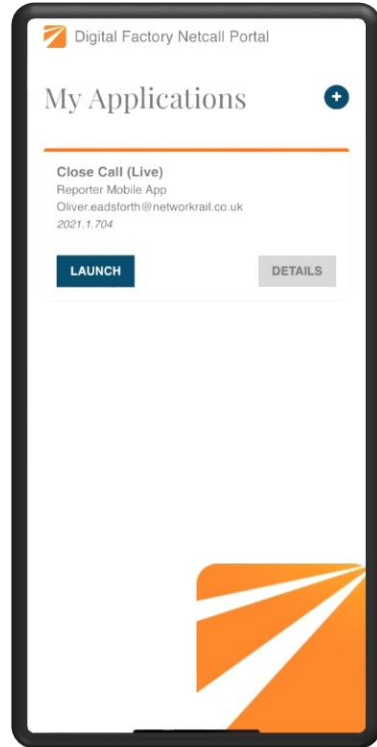 Digital Factory Netcall Portal
My Applications
Close Call (Live)
Reporter Mobile App
Oliver.eadsforth@networkrail.co.uk
2021.1.704
LAUNCH
DETAILS